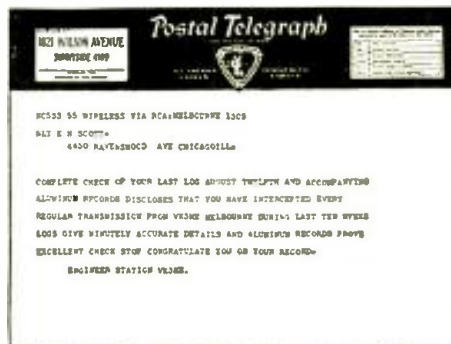 Postal Telegraph
1821 WILSON AVENUE
SUNNYSIDE
55 WIRELESS VIA RCA=MELBOURNE
E H SCOTT=
4450 RAVENSWOOD AVE CHICAGOILL=
COMPLETE CHECK OF YOUR LAST LOG AUGUST TWELFTH AND ACCOMPANYING
ALUMINUM RECORDS DISCLOSES THAT YOU HAVE INTERCEPTED EVERY
REGULAR TRANSMISSION FROM VK3ME MELBOURNE DURING LAST TEN WEEKS
LOGS GIVE MINUTELY ACCURATE DETAILS AND ALUMINUM RECORDS PROVE
EXCELLENT CHECK STOP CONGRATULATE YOU ON YOUR RECORD=
ENGINEER STATION VK3ME.